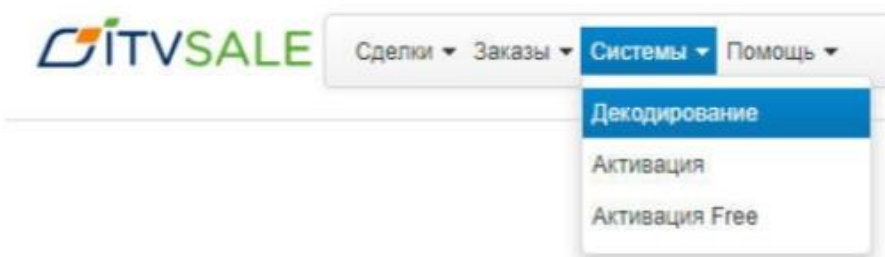 ITVSALE Сделки Заказы Системы Помощь
Декодирование
Активация
Активация Free